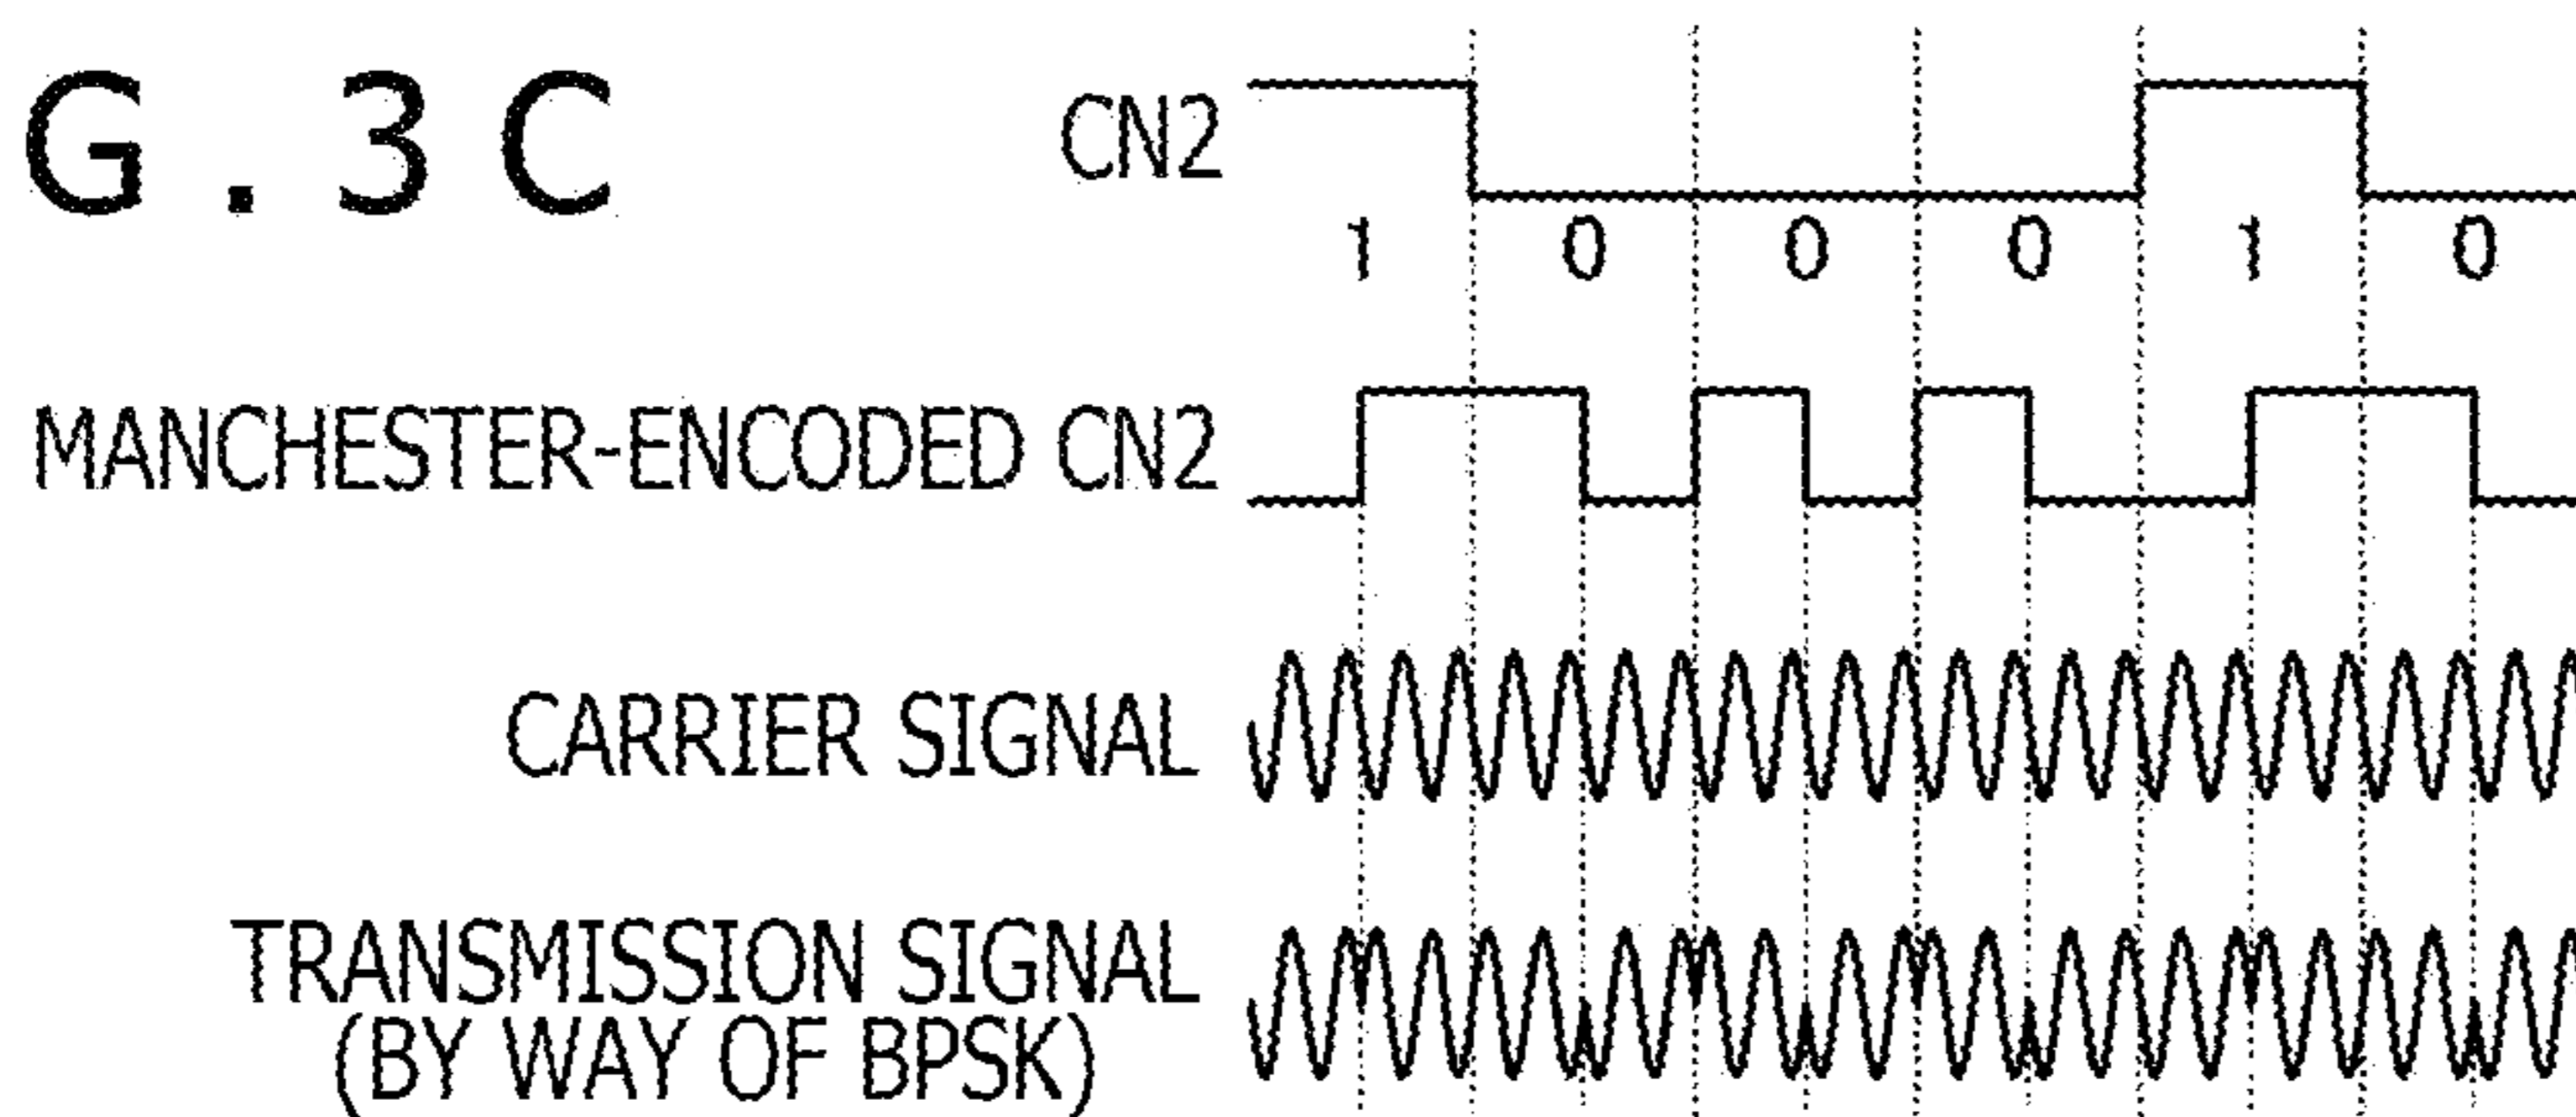 G.3C
CN2
1 0 0 0 1 0
MANCHESTER-ENCODED CN2
CARRIER SIGNAL
TRANSMISSION SIGNAL
(BY WAY OF BPSK)